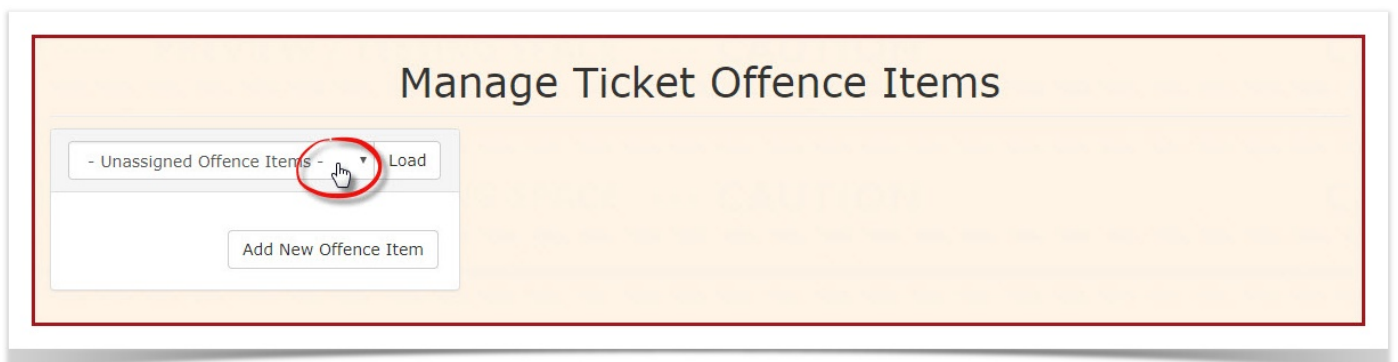 Manage Ticket Offence Items
- Unassigned Offence Items - Load
Add New Offence Item